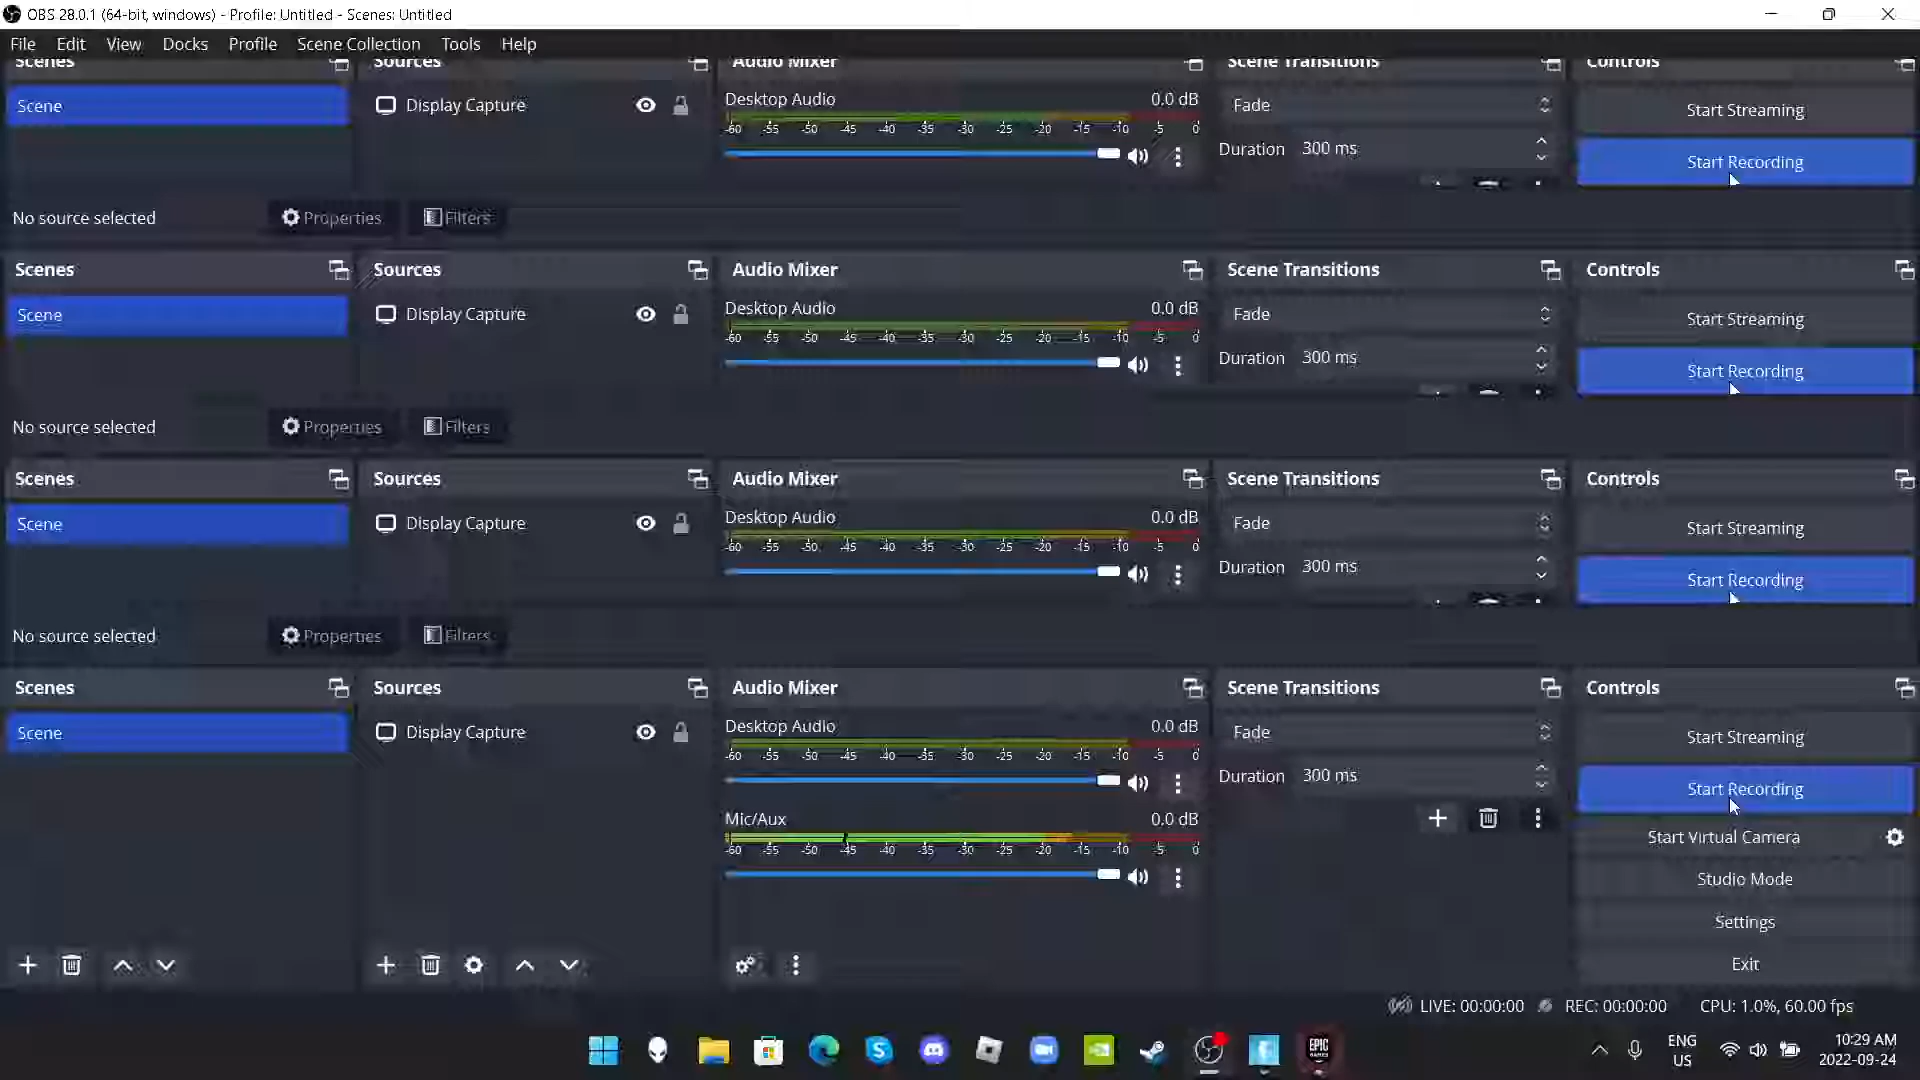 OBS 28.0.1 (64-bit, windows) - Profile: Untitled - Scenes: Untitled
File Edit View Docks Profile Scene Collection Tools Help
Scenes Sources Audio Mixer Scene Transitions Controls
Scene Display Capture Desktop Audio 0.0 dB Fade Start Streaming
-60 -55 -50 -45 -40 -35 -30 -25 -20 -15 -10 -5 0
Duration 300 ms Start Recording
No source selected Properties Filters
Scenes Sources Audio Mixer Scene Transitions Controls
Scene Display Capture Desktop Audio 0.0 dB Fade Start Streaming
-60 -55 -50 -45 -40 -35 -30 -25 -20 -15 -10 -5 0
Duration 300 ms Start Recording
No source selected Properties Filters
Scenes Sources Audio Mixer Scene Transitions Controls
Scene Display Capture Desktop Audio 0.0 dB Fade Start Streaming
-60 -55 -50 -45 -40 -35 -30 -25 -20 -15 -10 -5 0
Duration 300 ms Start Recording
No source selected Properties Filters
Scenes Sources Audio Mixer Scene Transitions Controls
Scene Display Capture Desktop Audio 0.0 dB Fade Start Streaming
-60 -55 -50 -45 -40 -35 -30 -25 -20 -15 -10 -5 0
Duration 300 ms Start Recording
Mic/Aux 0.0 dB
-60 -55 -50 -45 -40 -35 -30 -25 -20 -15 -10 -5 0
Start Virtual Camera
Studio Mode
Settings
Exit
LIVE: 00:00:00 REC: 00:00:00 CPU: 1.0%, 60.00 fps
EPIC GAMES
ENG US
10:29 AM
2022-09-24